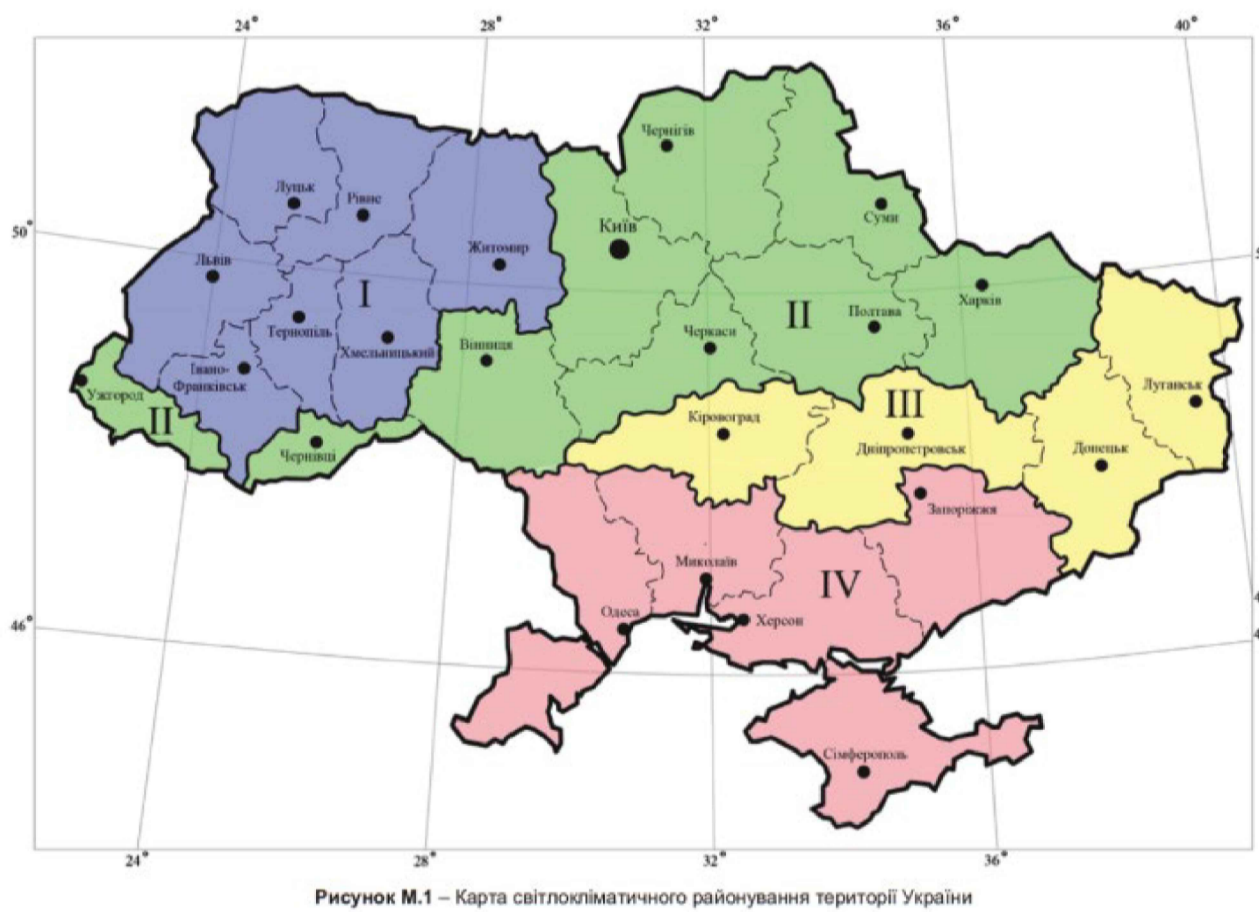 24°
28°
32°
36°
40°
Чернігів
Луцьк
Рівне
Суми
50°
Київ
Житомир
Львів
Харків
I
II
Тернопіль
Полтава
Черкаси
Вінниця
Хмельницький
Івано-
Франківськ
Ужгород
Луганськ
II
III
Кіровоград
Чернівці
Дніпропетровськ
Донецьк
Запоріжжя
Миколаїв
IV
Одеса
Херсон
46°
Сімферополь
24°
28°
32°
36°
Рисунок М.1 – Карта світлокліматичного районування території України